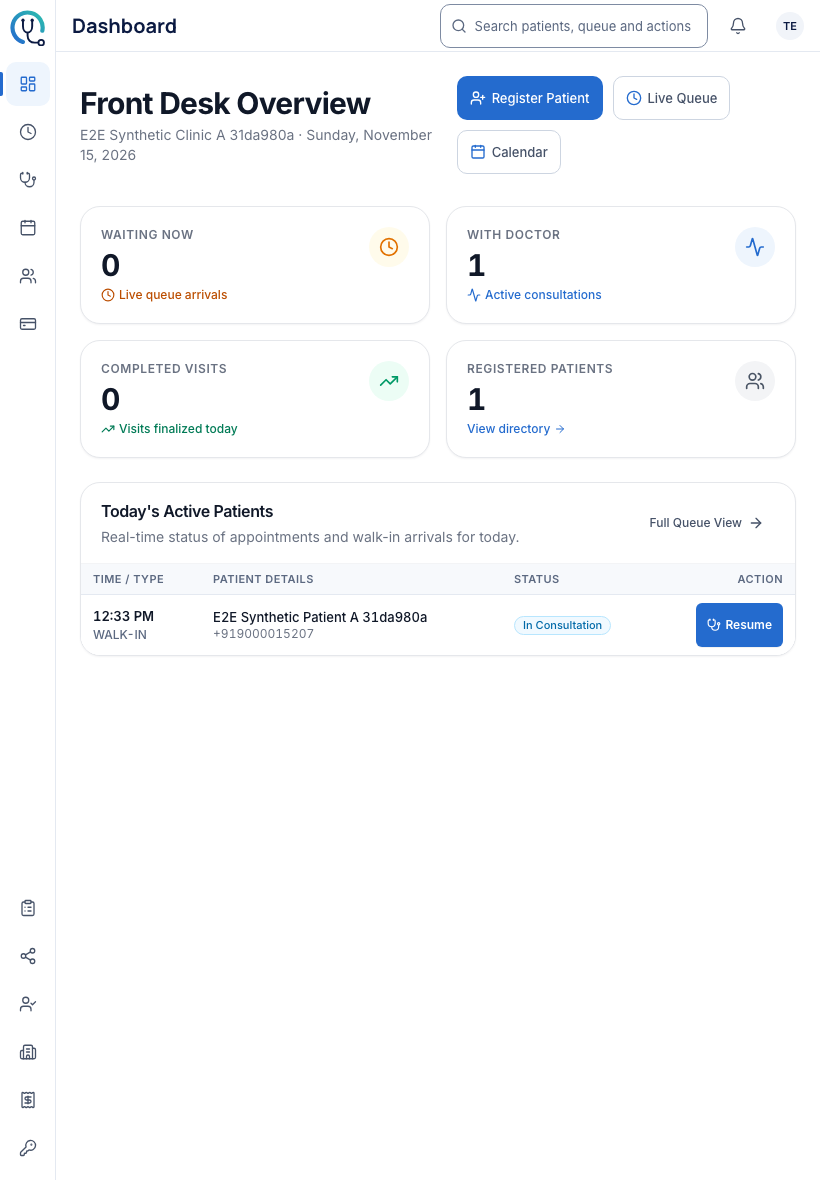 Dashboard
Search patients, queue and actions
TE
Front Desk Overview
E2E Synthetic Clinic A 31da980a · Sunday, November
15, 2026
Register Patient
Live Queue
Calendar
WAITING NOW
0
Live queue arrivals
WITH DOCTOR
1
Active consultations
COMPLETED VISITS
0
Visits finalized today
REGISTERED PATIENTS
1
View directory →
Today's Active Patients
Real-time status of appointments and walk-in arrivals for today.
Full Queue View →
TIME / TYPE
PATIENT DETAILS
STATUS
ACTION
12:33 PM
WALK-IN
E2E Synthetic Patient A 31da980a
+919000015207
In Consultation
Resume